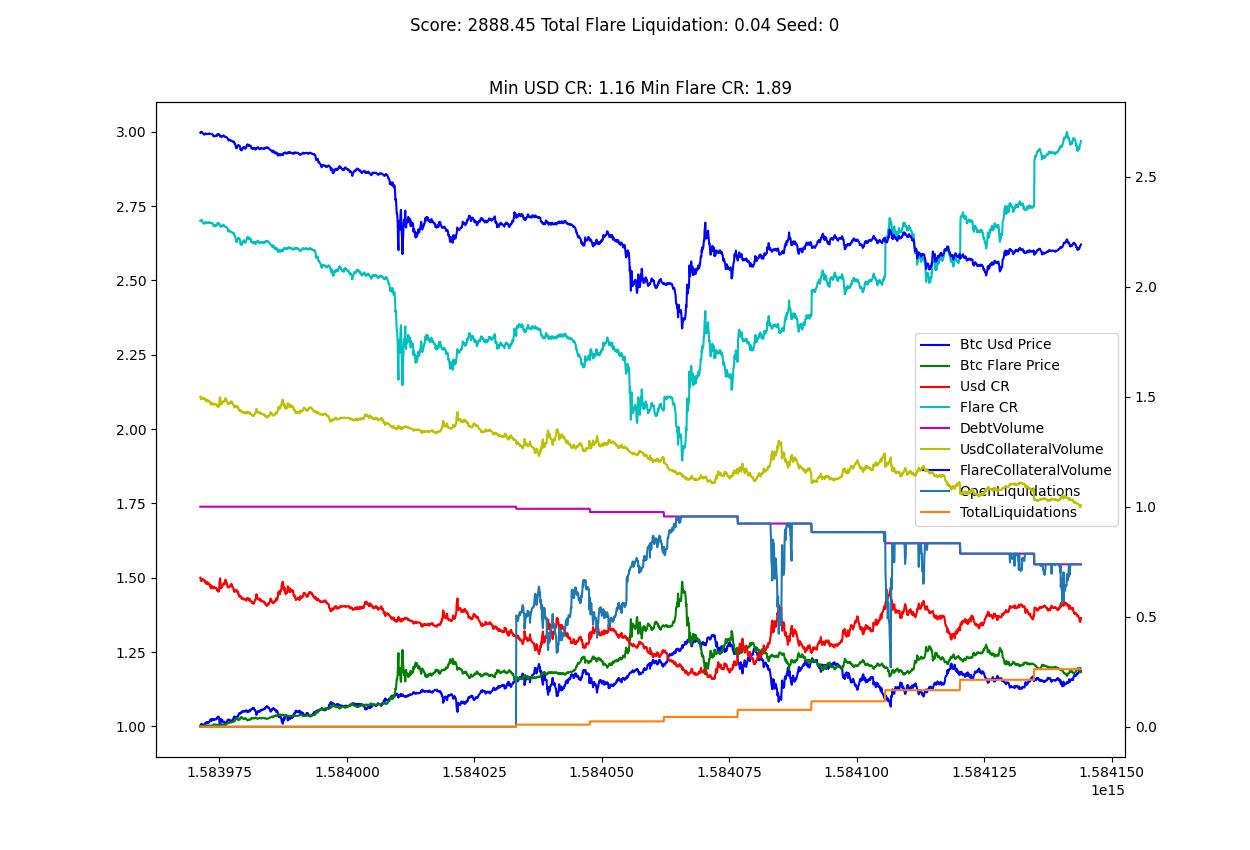 Score: 2888.45 Total Flare Liquidation: 0.04 Seed: 0
Min USD CR: 1.16 Min Flare CR: 1.89
3.00
2.75
2.50
2.25
2.00
1.75
1.50
1.25
1.00
2.5
2.0
1.5
1.0
0.5
0.0
Btc Usd Price
Btc Flare Price
Usd CR
Flare CR
DebtVolume
UsdCollateralVolume
FlareCollateralVolume
OpenLiquidations
TotalLiquidations
1.583975 1.584000 1.584025 1.584050 1.584075 1.584100 1.584125 1.584150
1e15